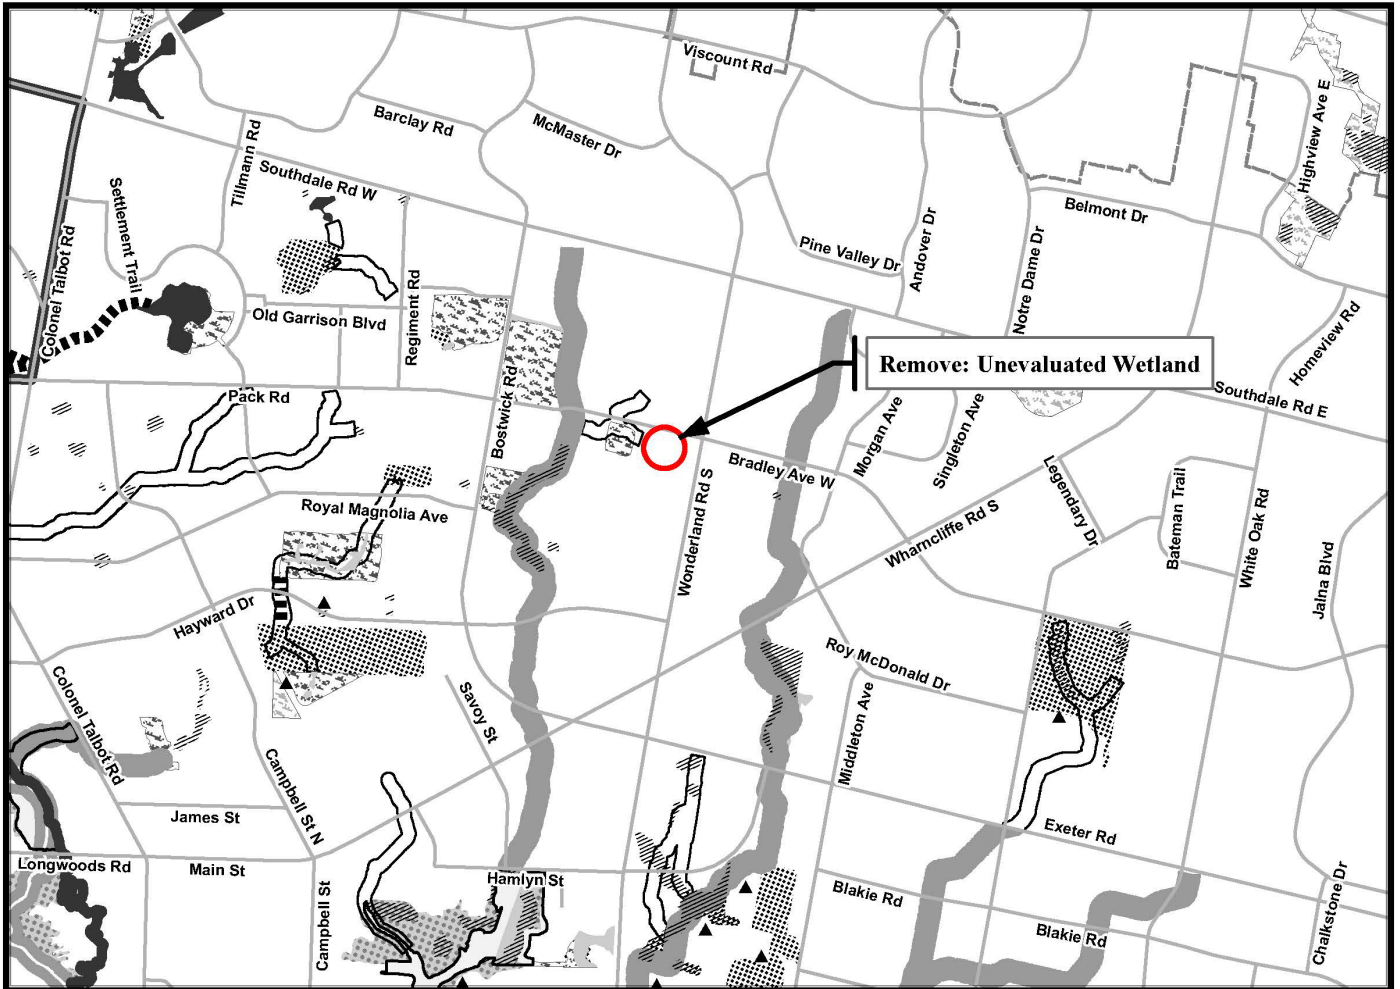 Viscount Rd
Barclay Rd
McMaster Dr
Tillmann Rd
Southdale Rd W
Settlement Trail
Colonel Talbot Rd
Highview Ave E
Belmont Dr
Pine Valley Dr
Andover Dr
Notre Dame Dr
Regiment Rd
Old Garrison Blvd
Homeview Rd
Remove: Unevaluated Wetland
Southdale Rd E
Pack Rd
Bostwick Rd
Morgan Ave
Singleton Ave
Bradley Ave W
Legendary Dr
Bateman Trail
White Oak Rd
Royal Magnolia Ave
Wonderland Rd S
Wharncliffe Rd S
Jalna Blvd
Hayward Dr
Roy McDonald Dr
Colonel Talbot Rd
Savoy St
Middleton Ave
Campbell St N
James St
Exeter Rd
Longwoods Rd
Main St
Hamlyn St
Blakie Rd
Campbell St
Blakie Rd
Chalkstone Dr